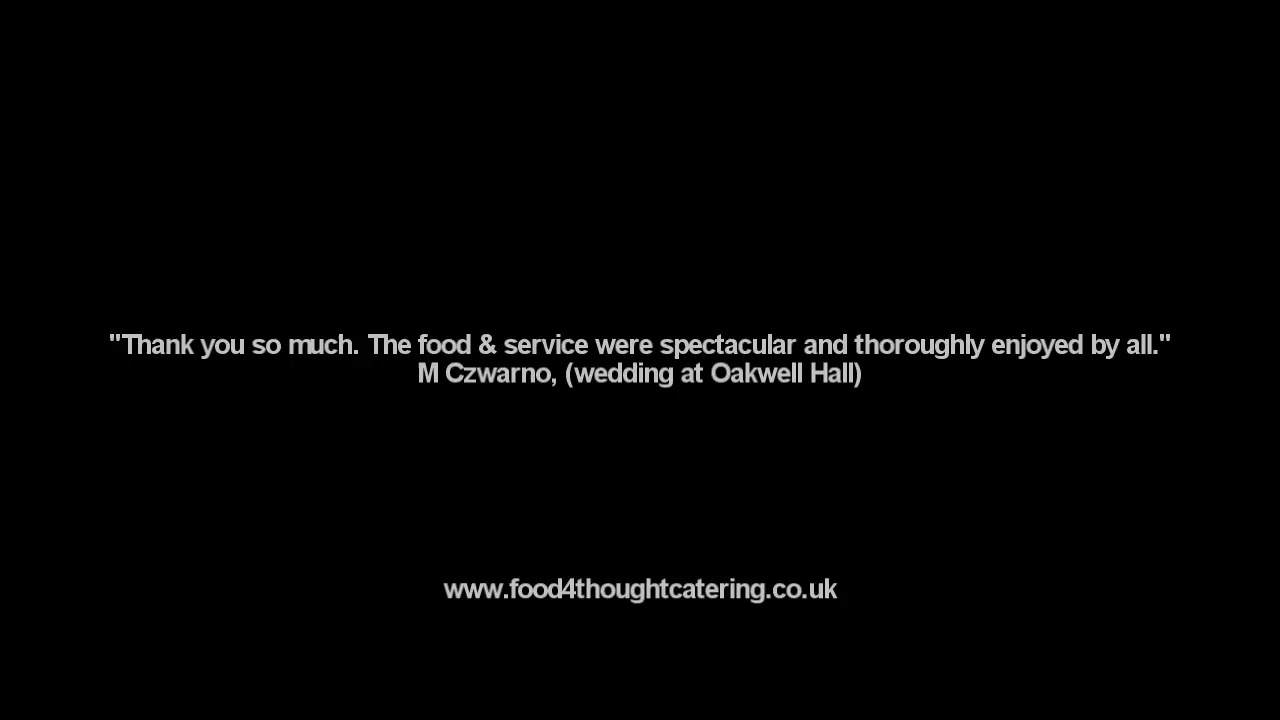 "Thank you so much. The food & service were spectacular and thoroughly enjoyed by all."
M Czwarno, (wedding at Oakwell Hall)
www.food4thoughtcatering.co.uk